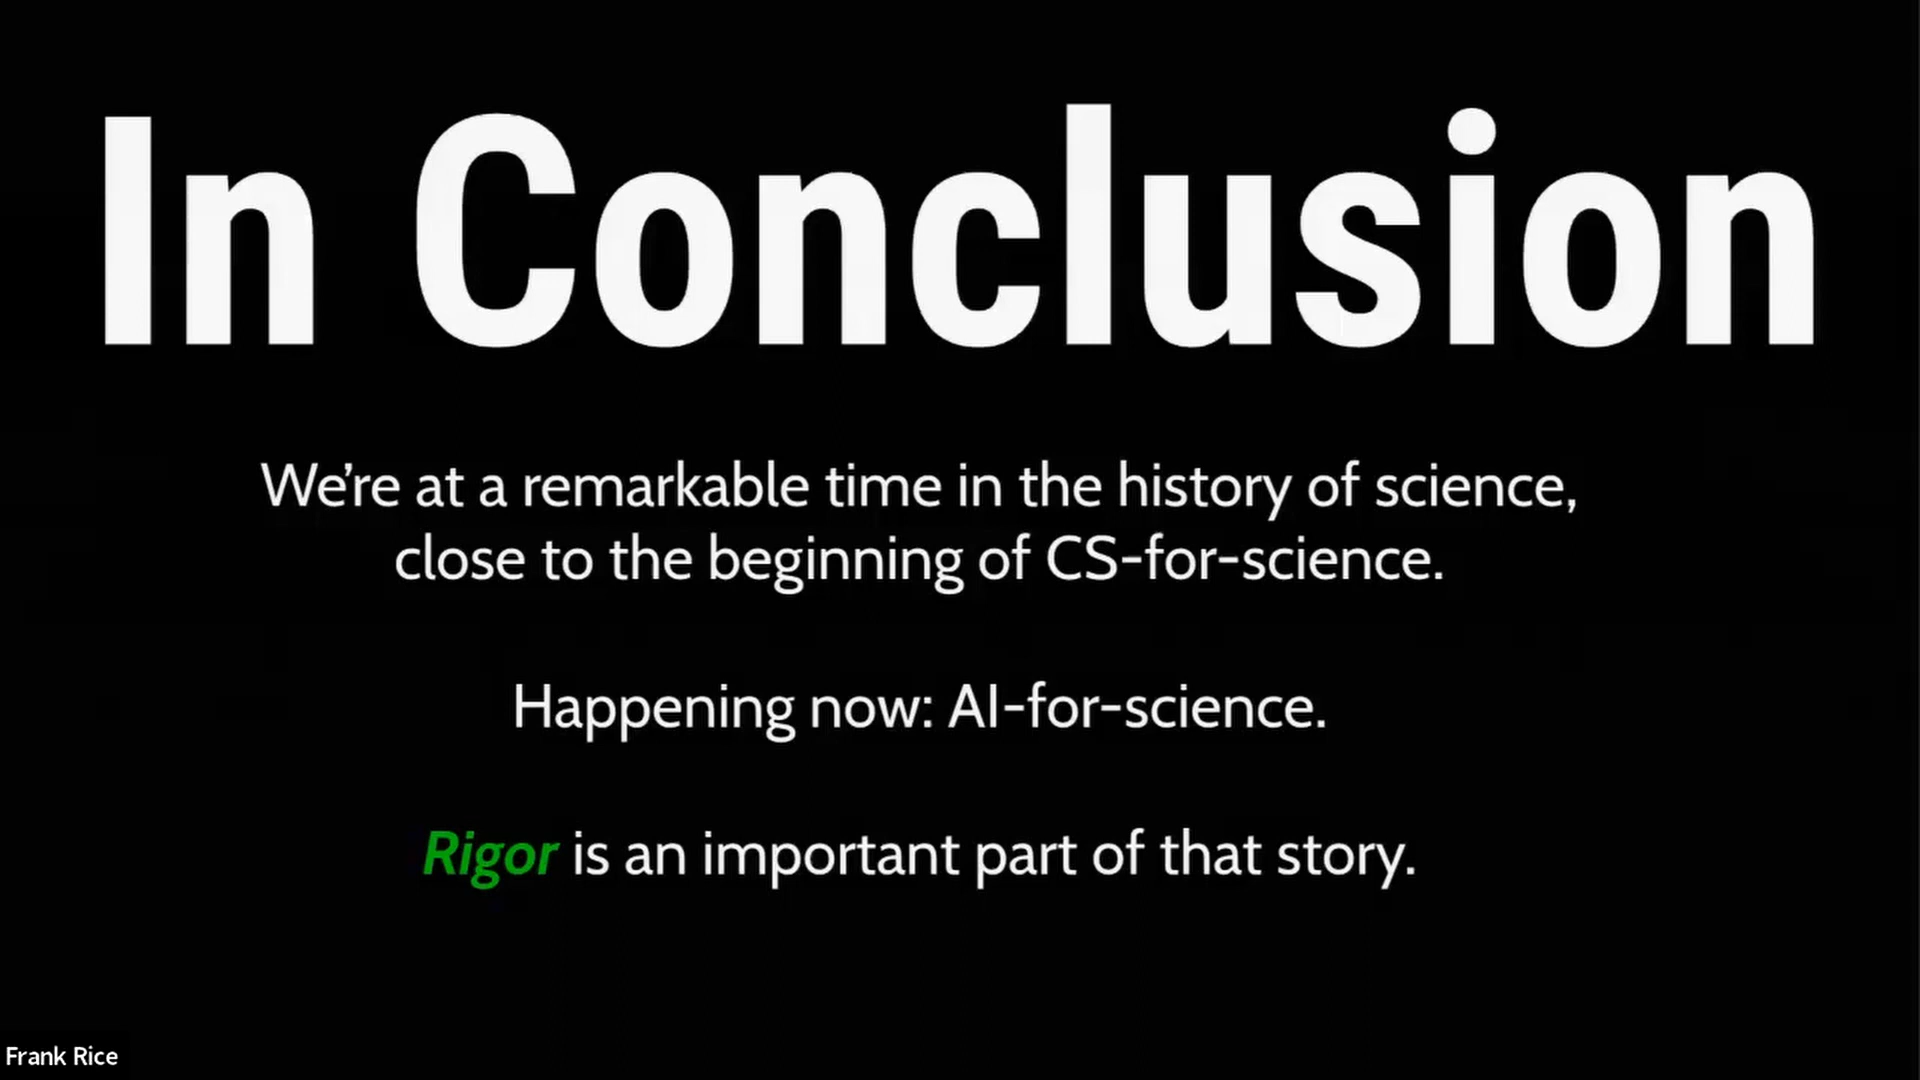 In Conclusion
We're at a remarkable time in the history of science,
close to the beginning of CS-for-science.
Happening now: AI-for-science.
Rigor is an important part of that story.
Frank Rice